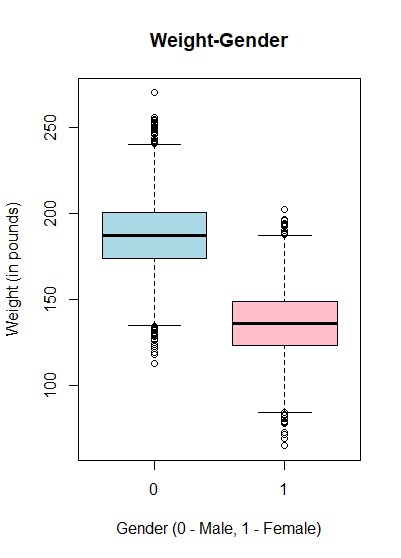 Weight-Gender
Weight (in pounds)
250
200
150
100
0 1
Gender (0 - Male, 1 - Female)